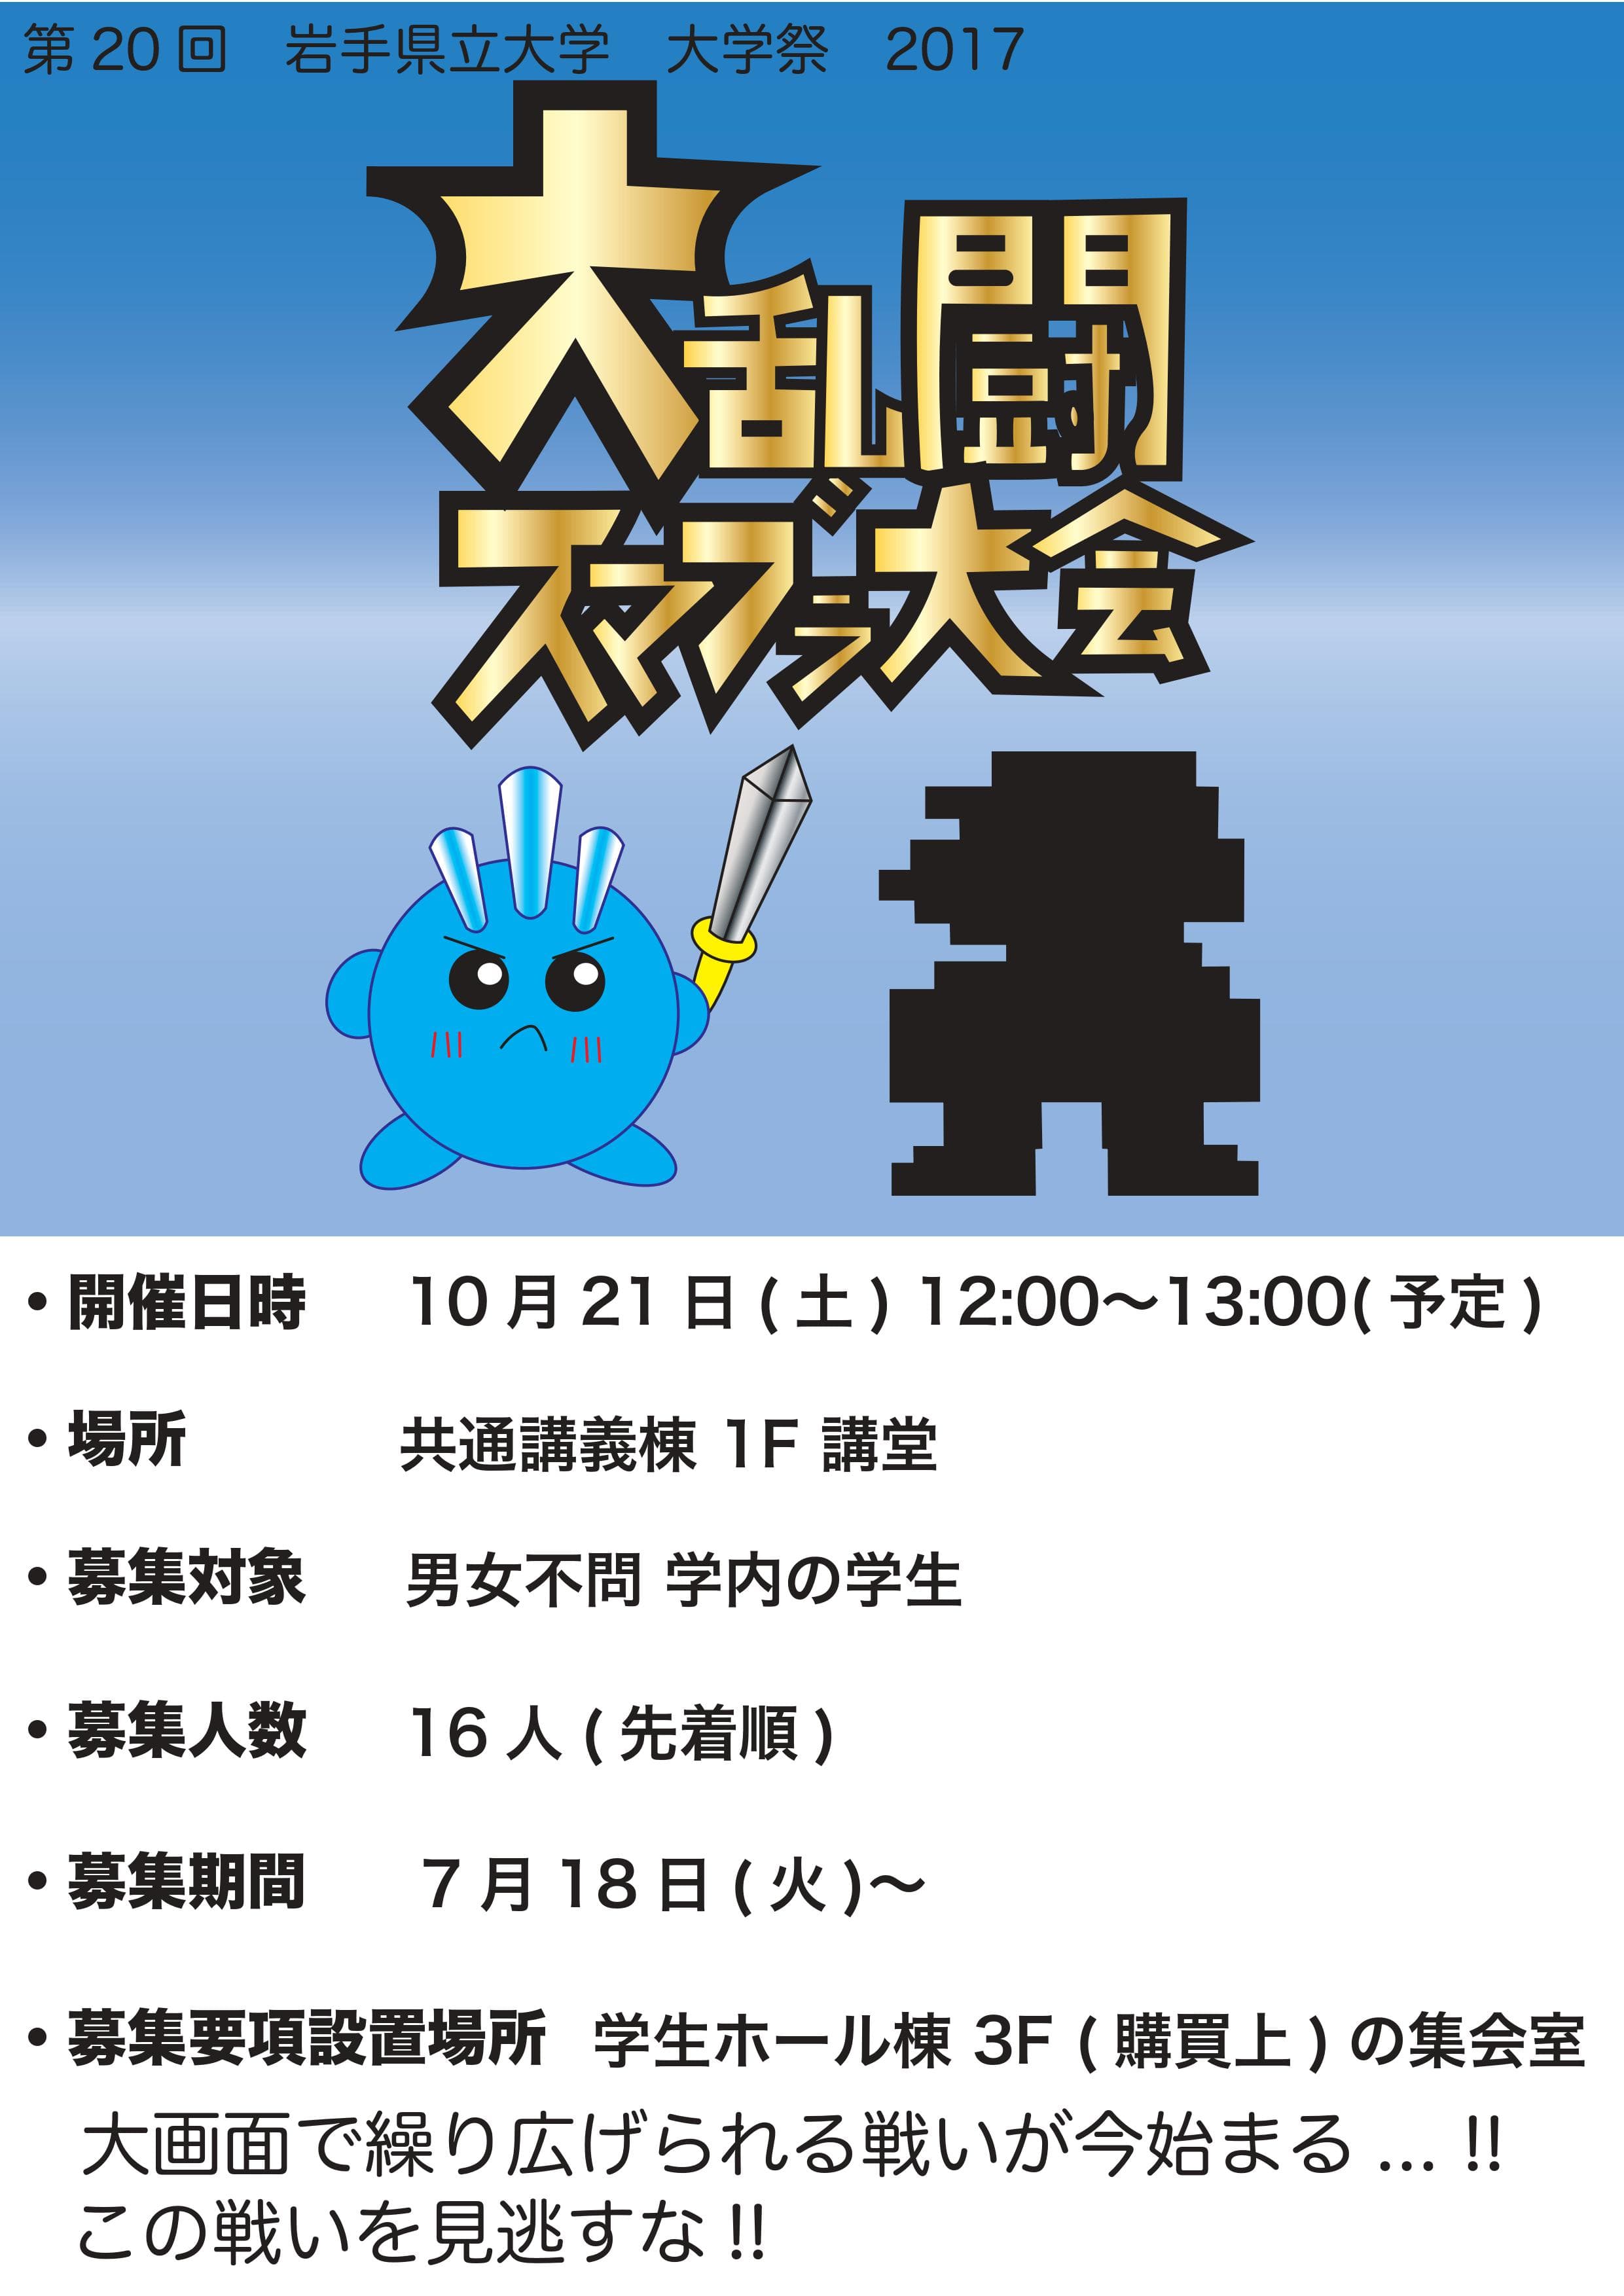 第20回　岩手県立大学　大学祭　2017
大乱闘
スマブラ大会
• 開催日時　10月21日(土) 12:00～13:00(予定)
• 場所　共通講義棟 1F 講堂
• 募集対象　男女不問 学内の学生
• 募集人数　16人(先着順)
• 募集期間　7月18日(火)～
• 募集要項設置場所　学生ホール棟 3F (購買上)の集会室
大画面で繰り広げられる戦いが今始まる... !!
この戦いを見逃すな!!